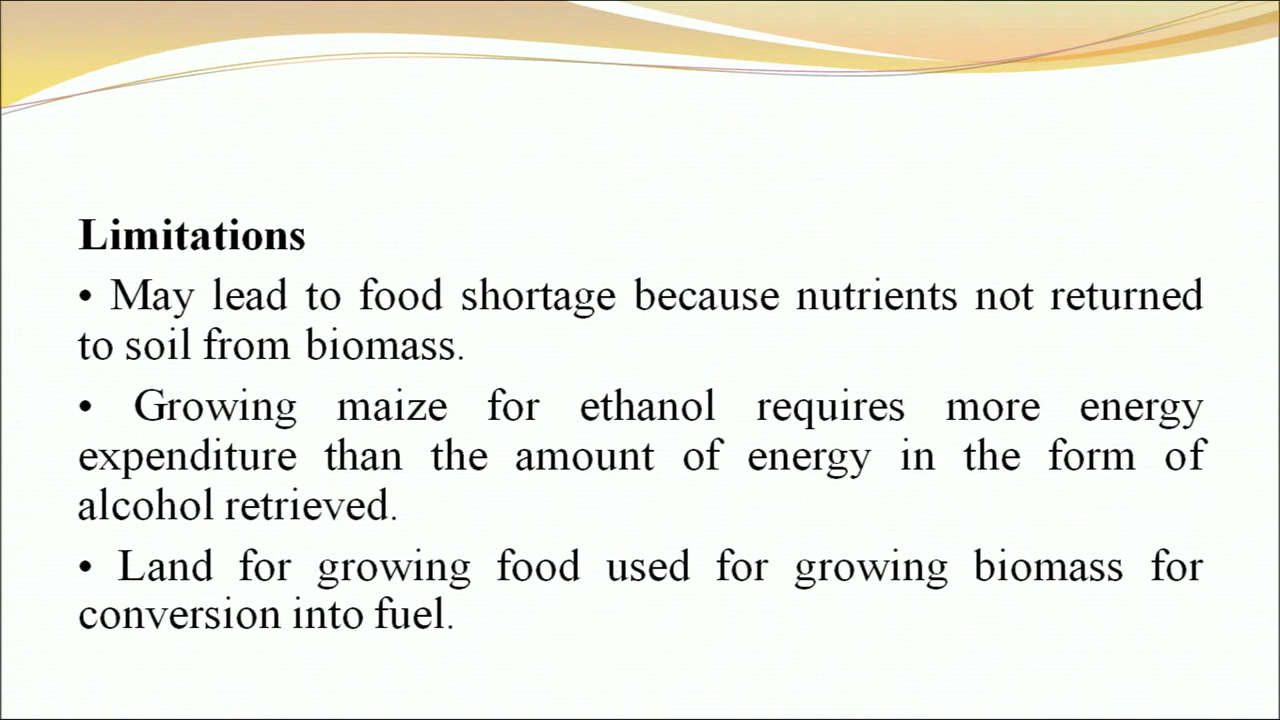 Limitations
• May lead to food shortage because nutrients not returned
to soil from biomass.
• Growing maize for ethanol requires more energy
expenditure than the amount of energy in the form of
alcohol retrieved.
• Land for growing food used for growing biomass for
conversion into fuel.